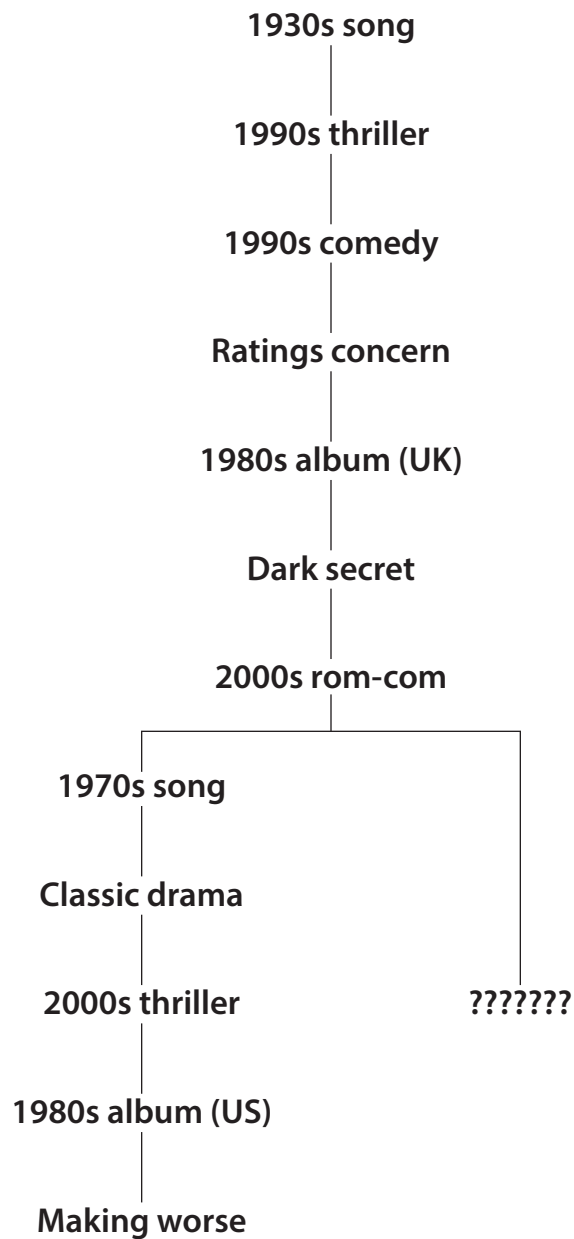 1930s song
1990s thriller
1990s comedy
Ratings concern
1980s album (UK)
Dark secret
2000s rom-com
1970s song
Classic drama
2000s thriller
???????
1980s album (US)
Making worse